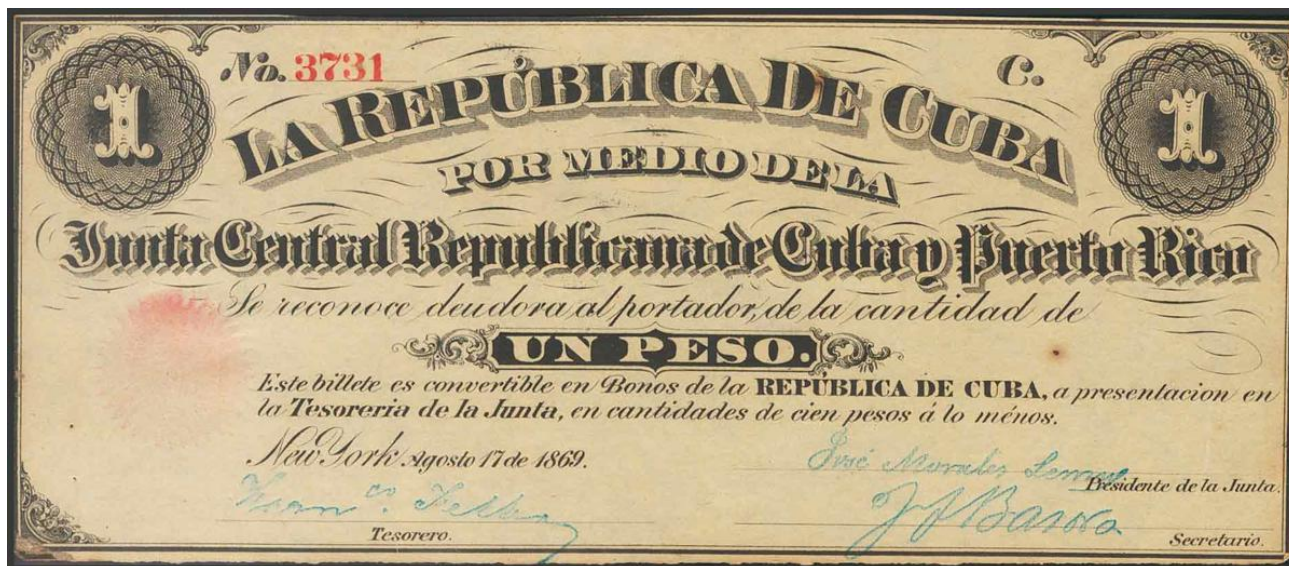 No. 3731
C.
1
1
LA REPÚBLICA DE CUBA
POR MEDIO DE LA
Junta Central Republicana de Cuba y Puerto Rico
Se reconoce deudora al portador, de la cantidad de
UN PESO.
Este billete es convertible en Bonos de la REPÚBLICA DE CUBA, a presentacion en
la Tesoreria de la Junta, en cantidades de cien pesos á lo ménos.
New York Agosto 17 de 1869.
José Morales Lemus
Presidente de la Junta.
Tesorero.
Secretario.